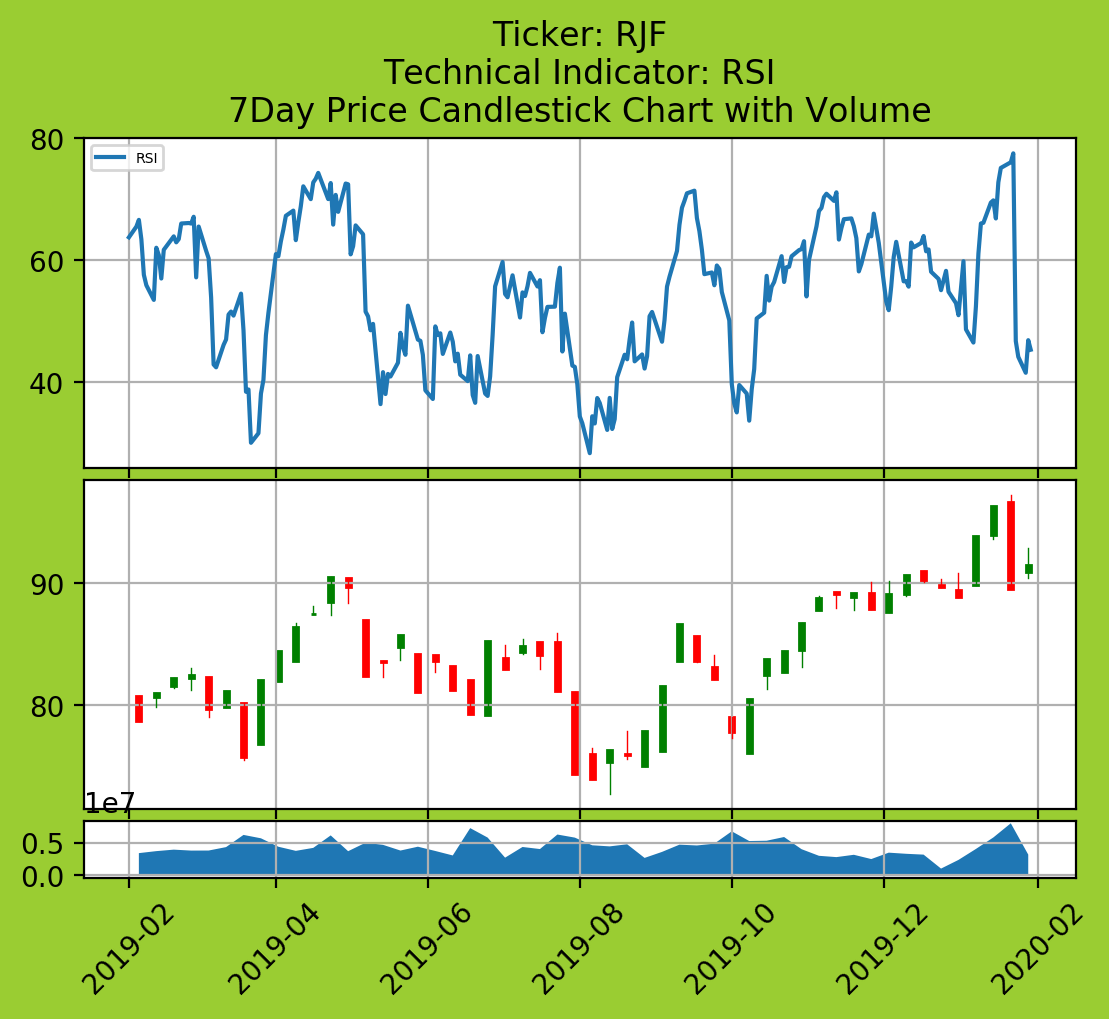 Ticker: RJF
Technical Indicator: RSI
7Day Price Candlestick Chart with Volume
80
RSI
60
40
90
80
1e7
0.5
0.0
2019-02
2019-04
2019-06
2019-08
2019-10
2019-12
2020-02